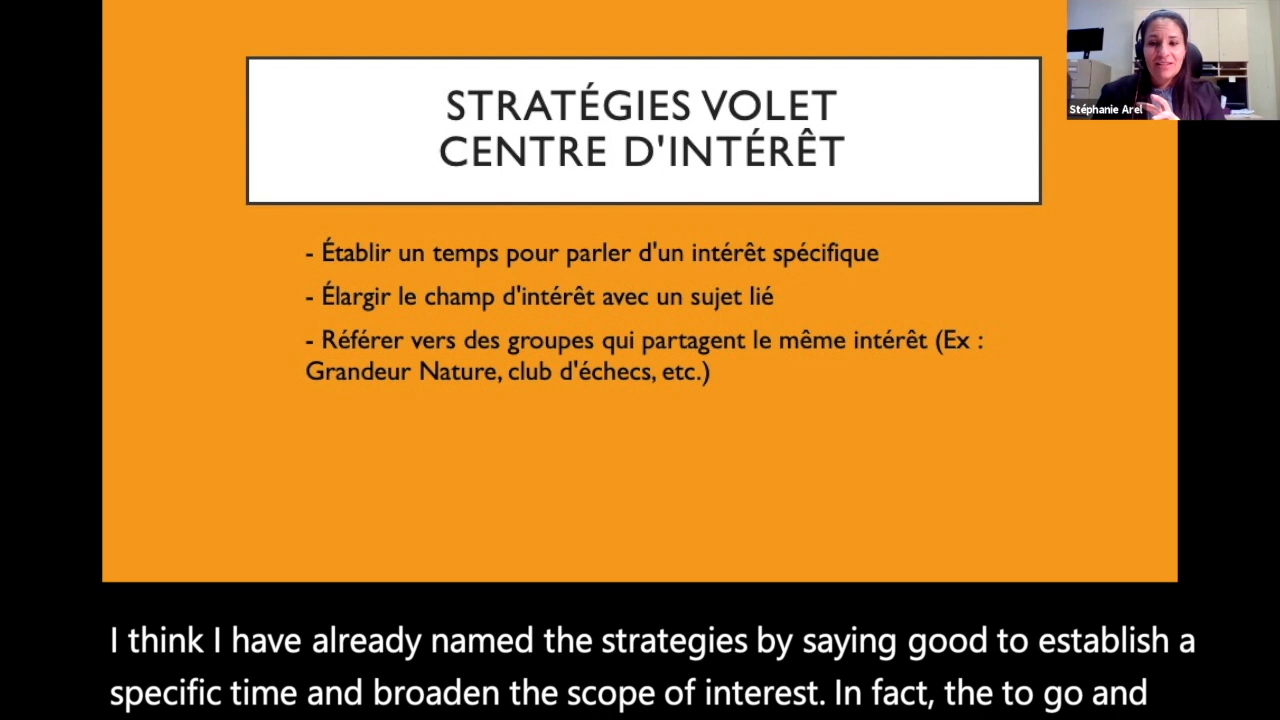 STRATÉGIES VOLET
CENTRE D'INTÉRÊT
Stéphanie Arel
- Établir un temps pour parler d'un intérêt spécifique
- Élargir le champ d'intérêt avec un sujet lié
- Référer vers des groupes qui partagent le même intérêt (Ex :
Grandeur Nature, club d'échecs, etc.)
I think I have already named the strategies by saying good to establish a
specific time and broaden the scope of interest. In fact, the to go and